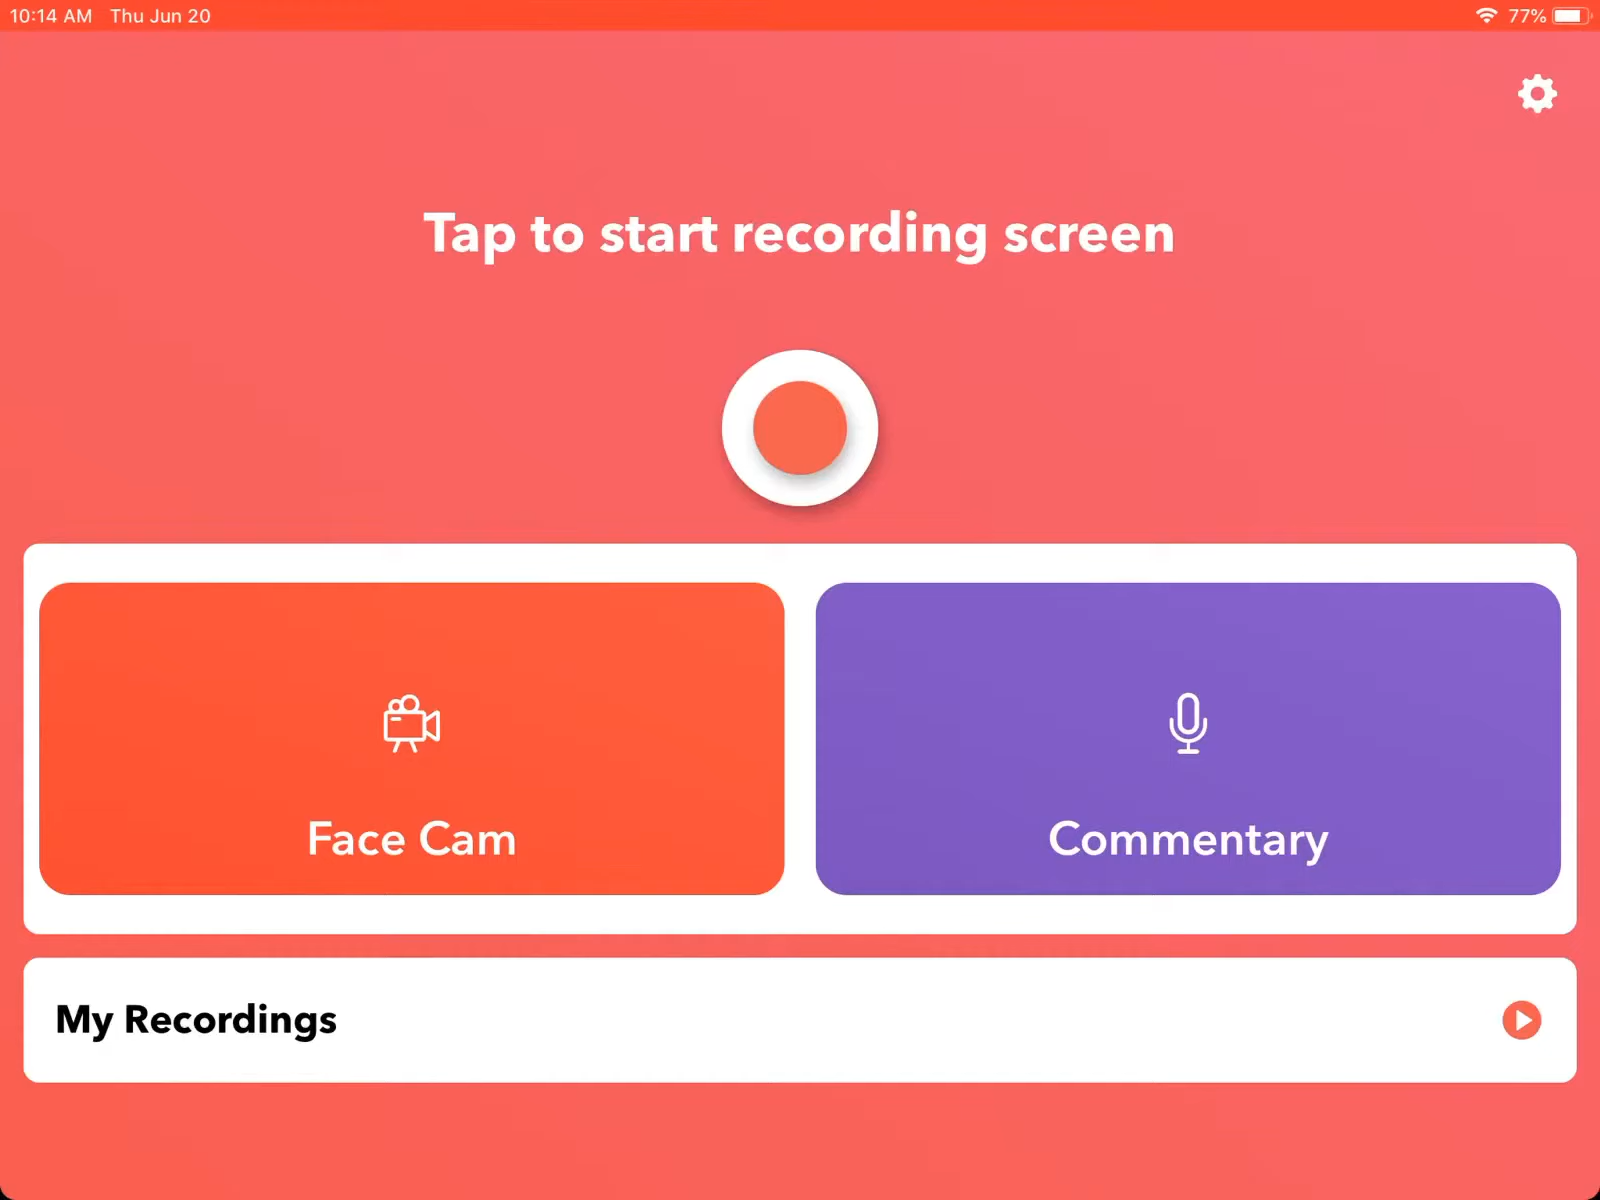 10:14 AM Thu Jun 20 77%
Tap to start recording screen
Face Cam
Commentary
My Recordings